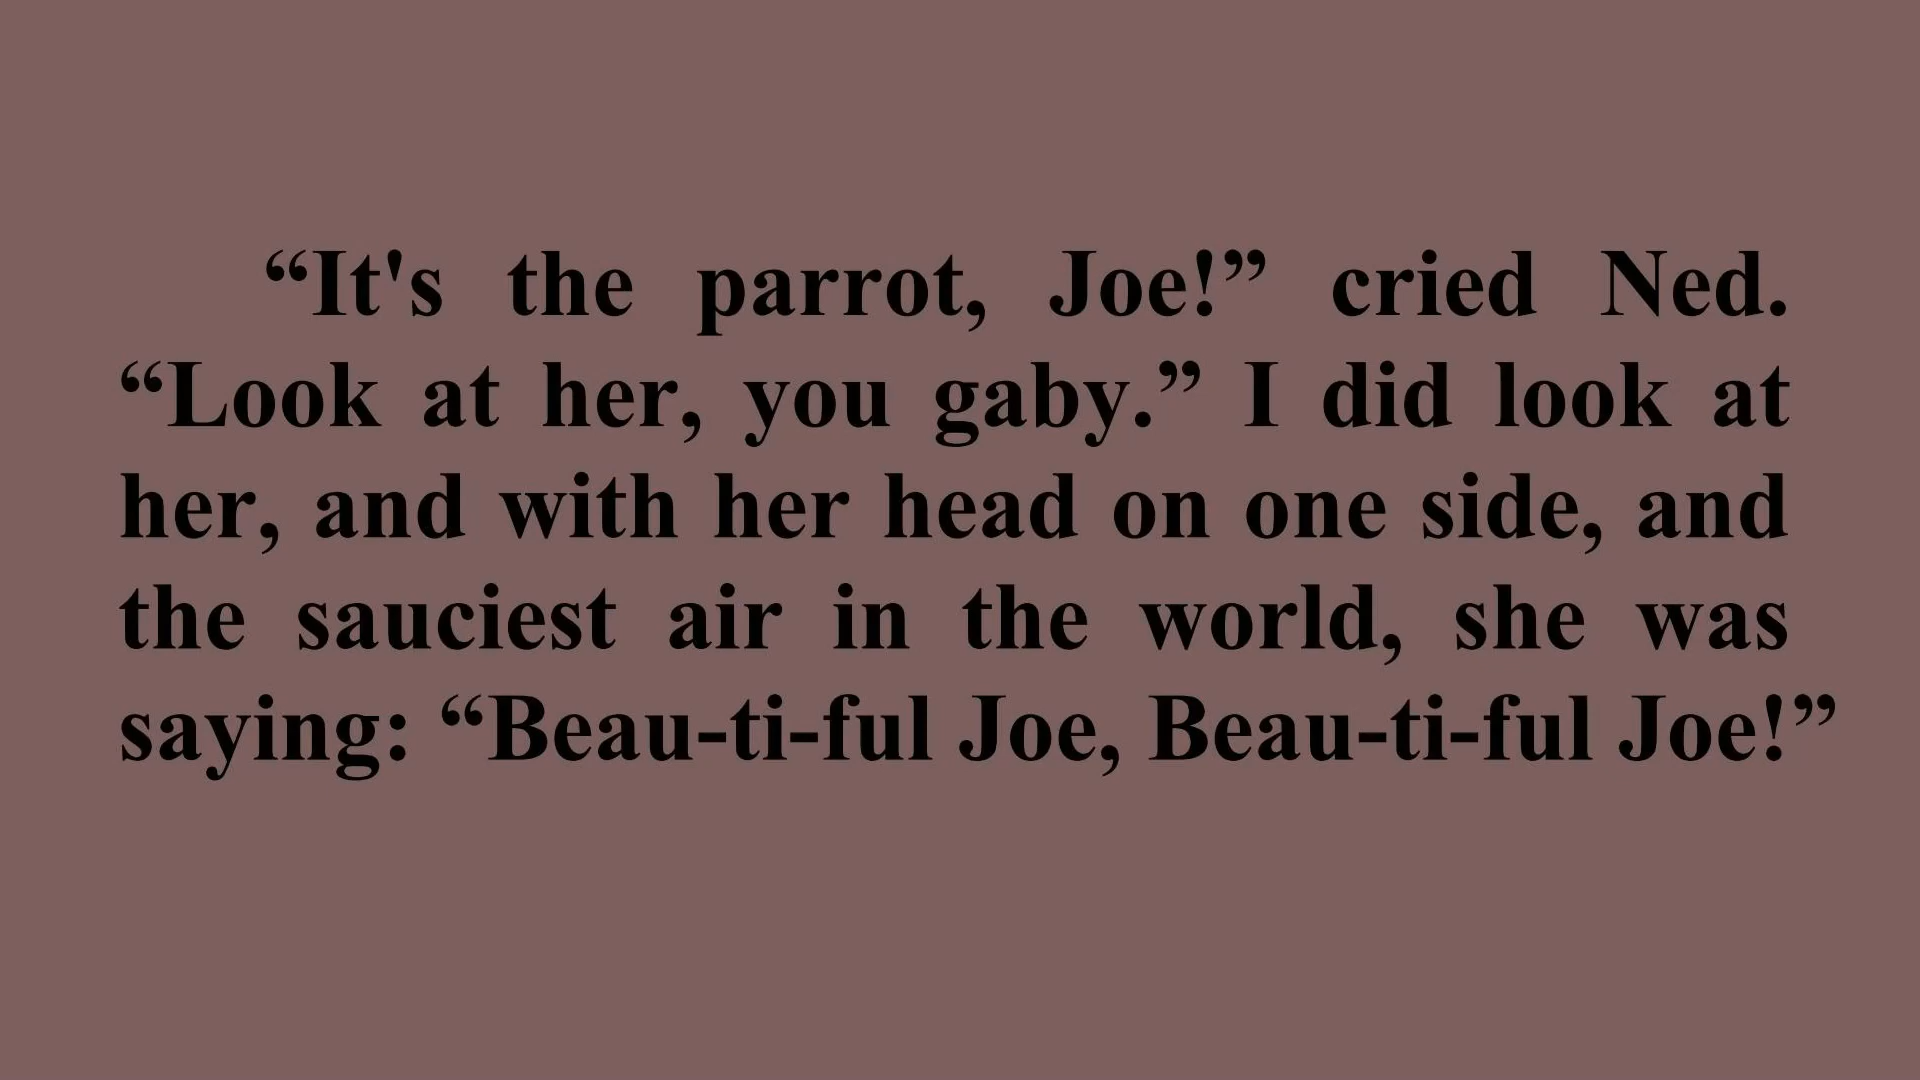 “It's the parrot, Joe!” cried Ned.
“Look at her, you gaby.” I did look at
her, and with her head on one side, and
the sauciest air in the world, she was
saying: “Beau-ti-ful Joe, Beau-ti-ful Joe!”